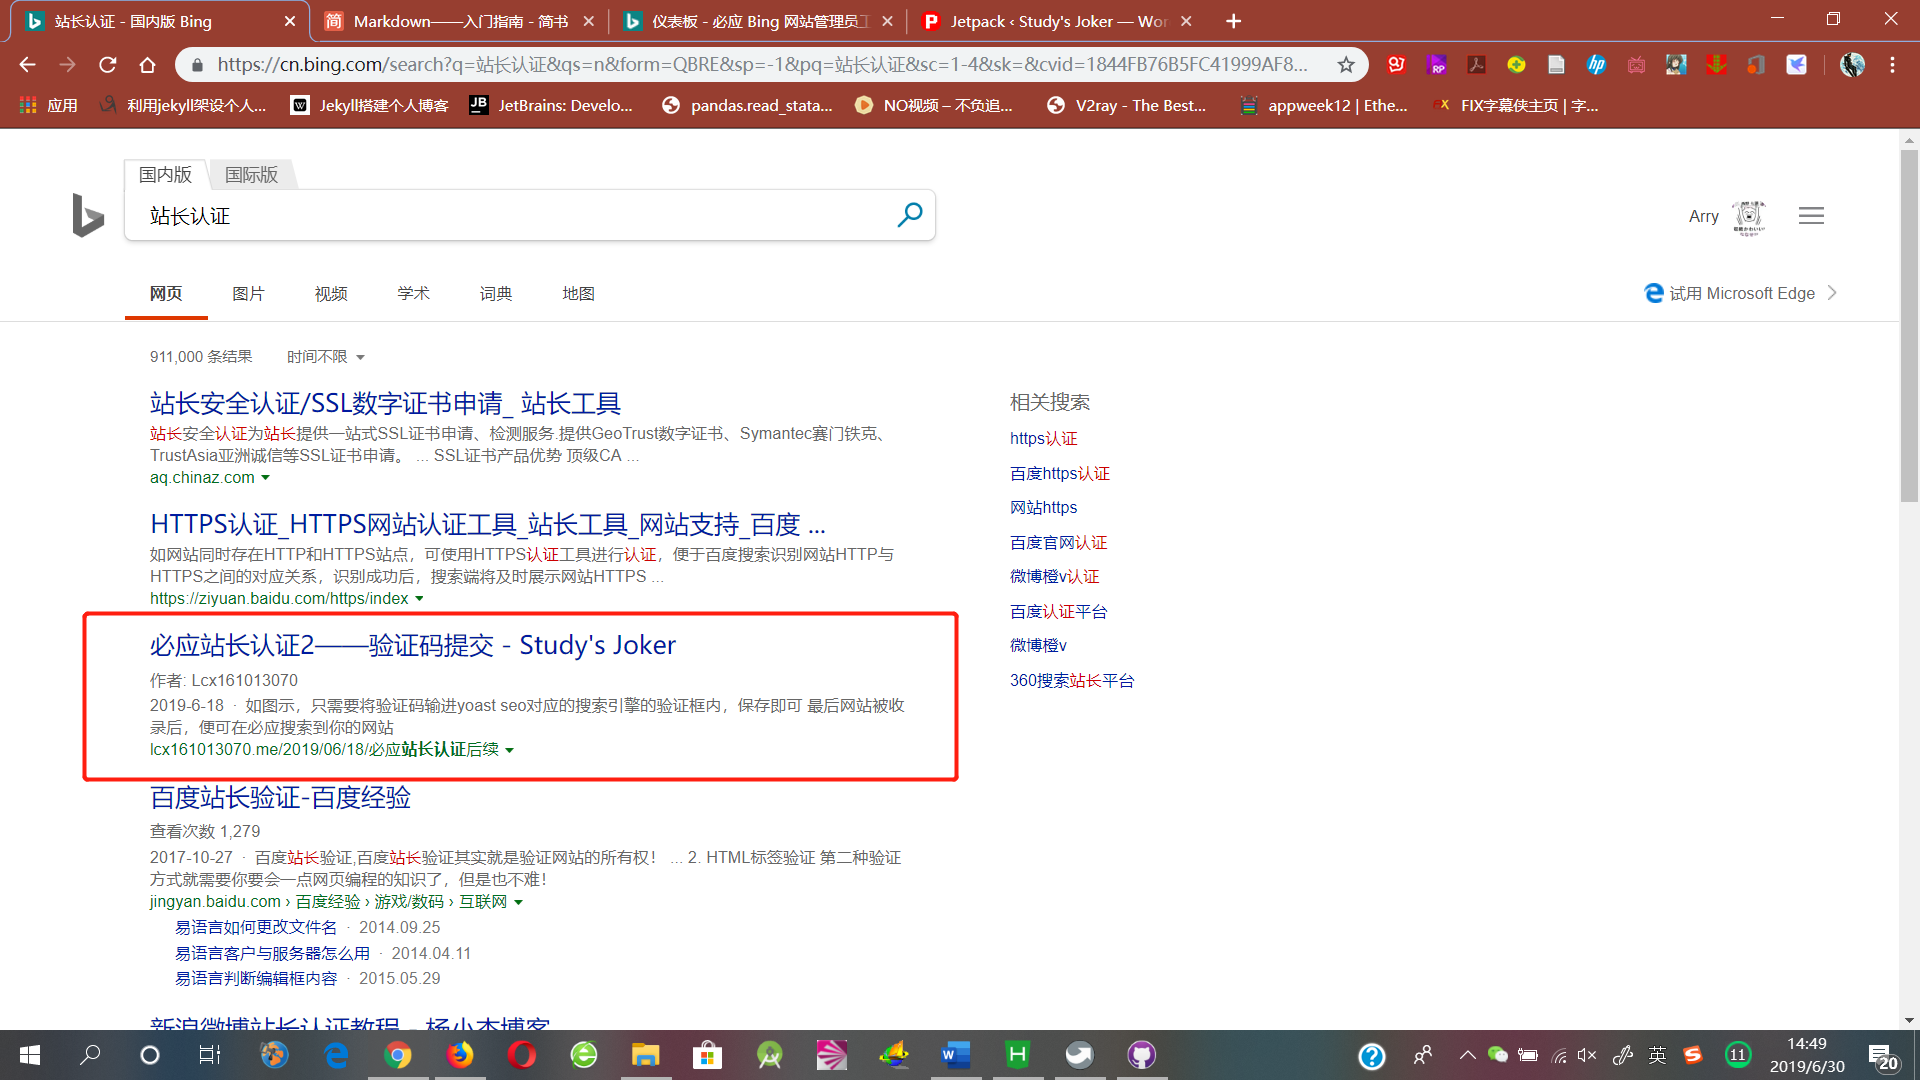 站长认证 - 国内版 Bing
Markdown——入门指南 - 简书
仪表板 - 必应 Bing 网站管理员工
Jetpack ‹ Study's Joker — Wor
https://cn.bing.com/search?q=站长认证&qs=n&form=QBRE&sp=-1&pq=站长认证&sc=1-4&sk=&cvid=1844FB76B5FC41999AF8...
应用
利用jekyll架设个人...
Jekyll搭建个人博客
JetBrains: Develo...
pandas.read_stata...
NO视频 – 不负追...
V2ray - The Best...
appweek12 | Ethe...
FIX字幕侠主页 | 字...
国内版
国际版
站长认证
Arry
网页
图片
视频
学术
词典
地图
试用 Microsoft Edge
911,000 条结果
时间不限
站长安全认证/SSL数字证书申请_ 站长工具
站长安全认证为站长提供一站式SSL证书申请、检测服务.提供GeoTrust数字证书、Symantec赛门铁克、
TrustAsia亚洲诚信等SSL证书申请。 ... SSL证书产品优势 顶级CA ...
aq.chinaz.com
HTTPS认证_HTTPS网站认证工具_站长工具_网站支持_百度 ...
如网站同时存在HTTP和HTTPS站点，可使用HTTPS认证工具进行认证，便于百度搜索识别网站HTTP与
HTTPS之间的对应关系，识别成功后，搜索端将及时展示网站HTTPS ...
https://ziyuan.baidu.com/https/index
必应站长认证2——验证码提交 - Study's Joker
作者: Lcx161013070
2019-6-18 · 如图示，只需要将验证码输进yoast seo对应的搜索引擎的验证框内，保存即可 最后网站被收
录后，便可在必应搜索到你的网站
lcx161013070.me/2019/06/18/必应站长认证后续
百度站长验证-百度经验
查看次数 1,279
2017-10-27 · 百度站长验证,百度站长验证其实就是验证网站的所有权！ ... 2. HTML标签验证 第二种验证
方式就需要你要会一点网页编程的知识了，但是也不难！
jingyan.baidu.com › 百度经验 › 游戏/数码 › 互联网
易语言如何更改文件名 · 2014.09.25
易语言客户与服务器怎么用 · 2014.04.11
易语言判断编辑框内容 · 2015.05.29
新浪微博站长认证教程 - 杨小杰博客
相关搜索
https认证
百度https认证
网站https
百度官网认证
微博橙v认证
百度认证平台
微博橙v
360搜索站长平台
英
11
14:49
2019/6/30
20